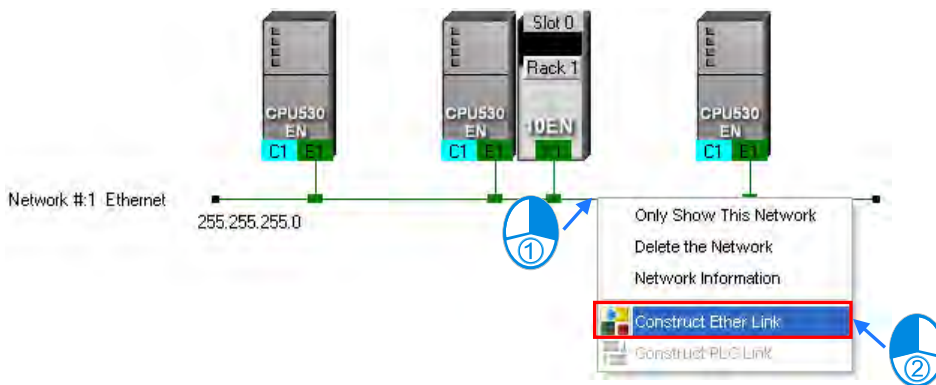 Slot 0
Rack 1
CPU530
EN
C1 E1
CPU530
EN
C1 E1
10EN
CPU530
EN
C1 E1
Network #:1 Ethernet
255.255.255.0
①
Only Show This Network
Delete the Network
Network Information
Construct Ether Link
Construct PLC Link
②